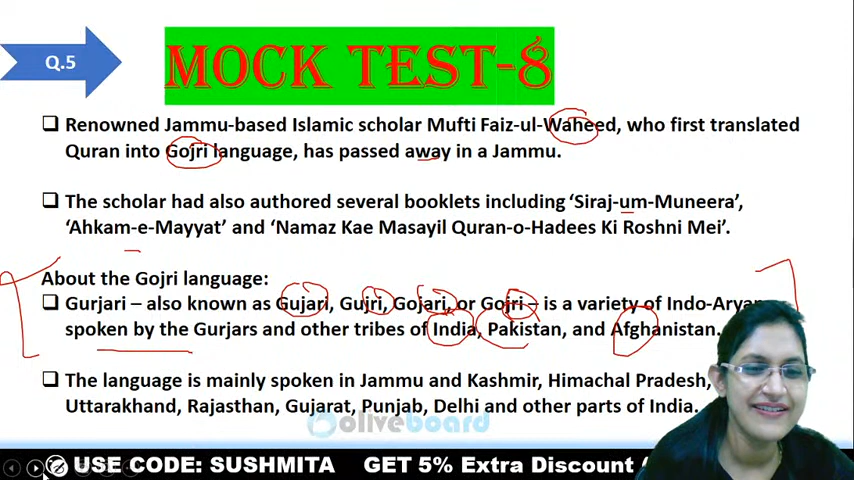 Q.5
MOCK TEST-8
Renowned Jammu-based Islamic scholar Mufti Faiz-ul-Waheed, who first translated
Quran into Gojri language, has passed away in a Jammu.
The scholar had also authored several booklets including ‘Siraj-um-Muneera’,
‘Ahkam-e-Mayyat’ and ‘Namaz Kae Masayil Quran-o-Hadees Ki Roshni Mei’.
About the Gojri language:
Gurjari – also known as Gujari, Gujri, Gojari, or Gojri – is a variety of Indo-Aryan
spoken by the Gurjars and other tribes of India, Pakistan, and Afghanistan.
The language is mainly spoken in Jammu and Kashmir, Himachal Pradesh,
Uttarakhand, Rajasthan, Gujarat, Punjab, Delhi and other parts of India.
oliveboard
USE CODE: SUSHMITA GET 5% Extra Discount